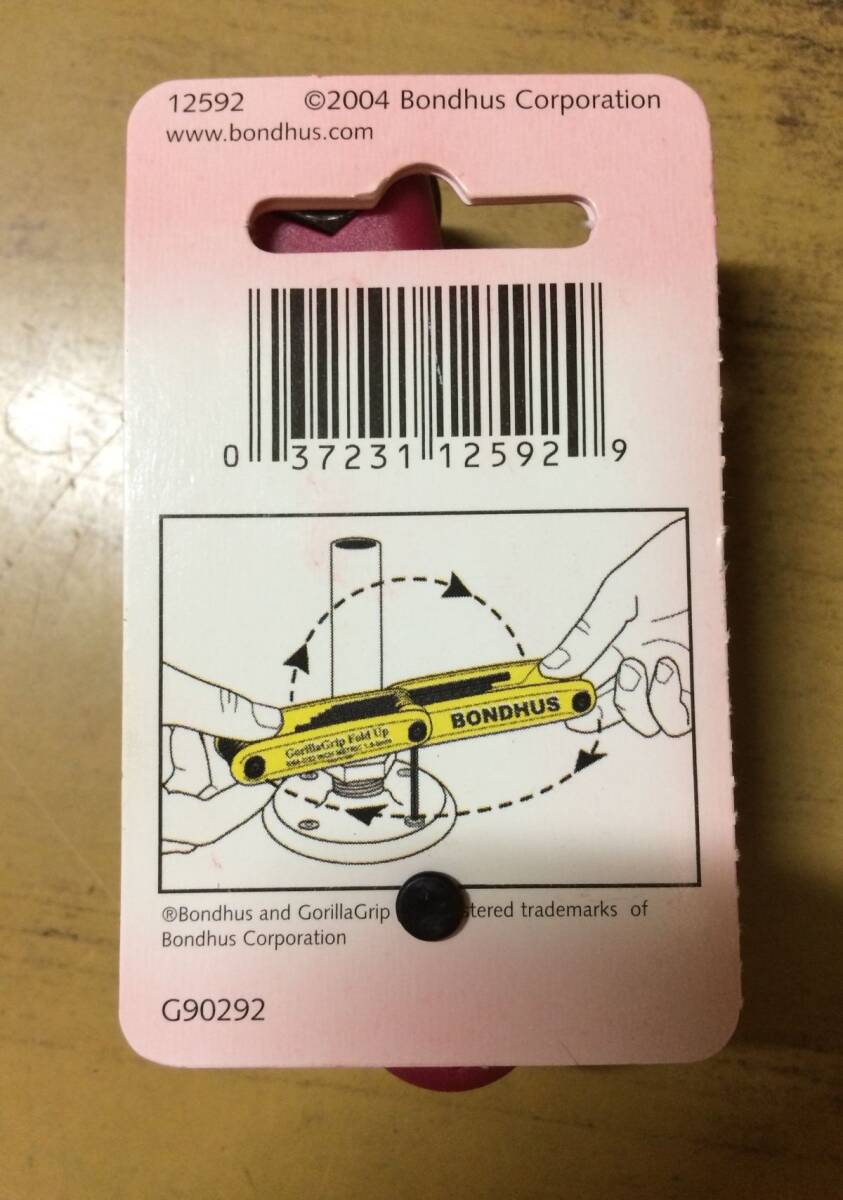 12592 ©2004 Bondhus Corporation
www.bondhus.com
0 37231 12592 9
BONDHUS
GorillaGrip Fold Up
®Bondhus and GorillaGrip stered trademarks of
Bondhus Corporation
G90292